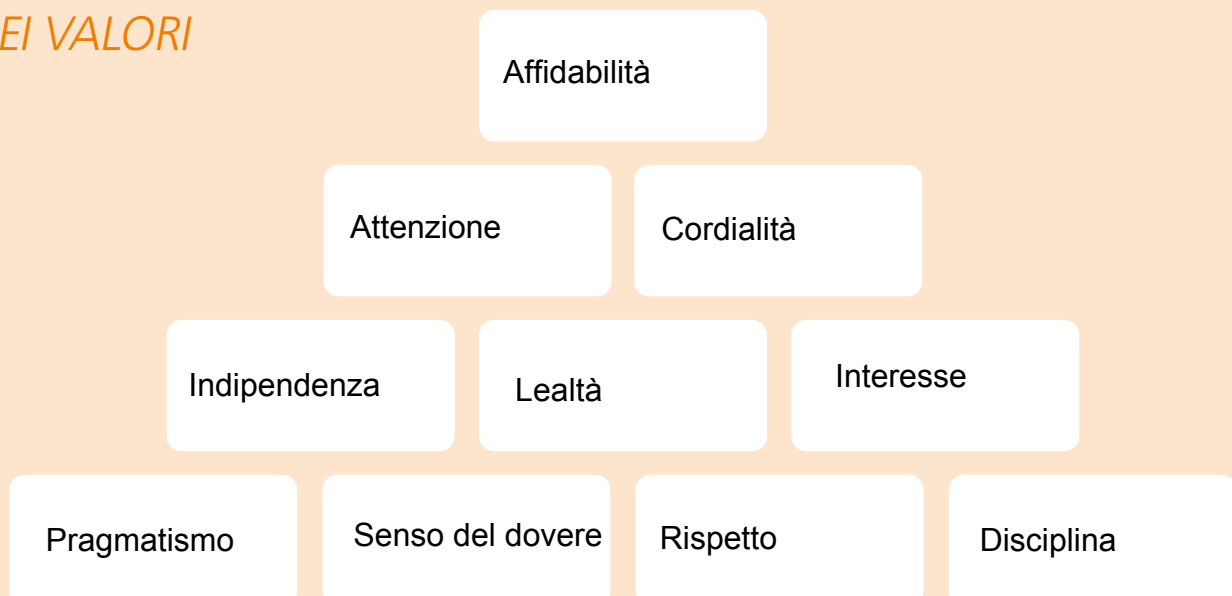 EI VALORI
Affidabilità
Attenzione
Cordialità
Indipendenza
Lealtà
Interesse
Pragmatismo
Senso del dovere
Rispetto
Disciplina